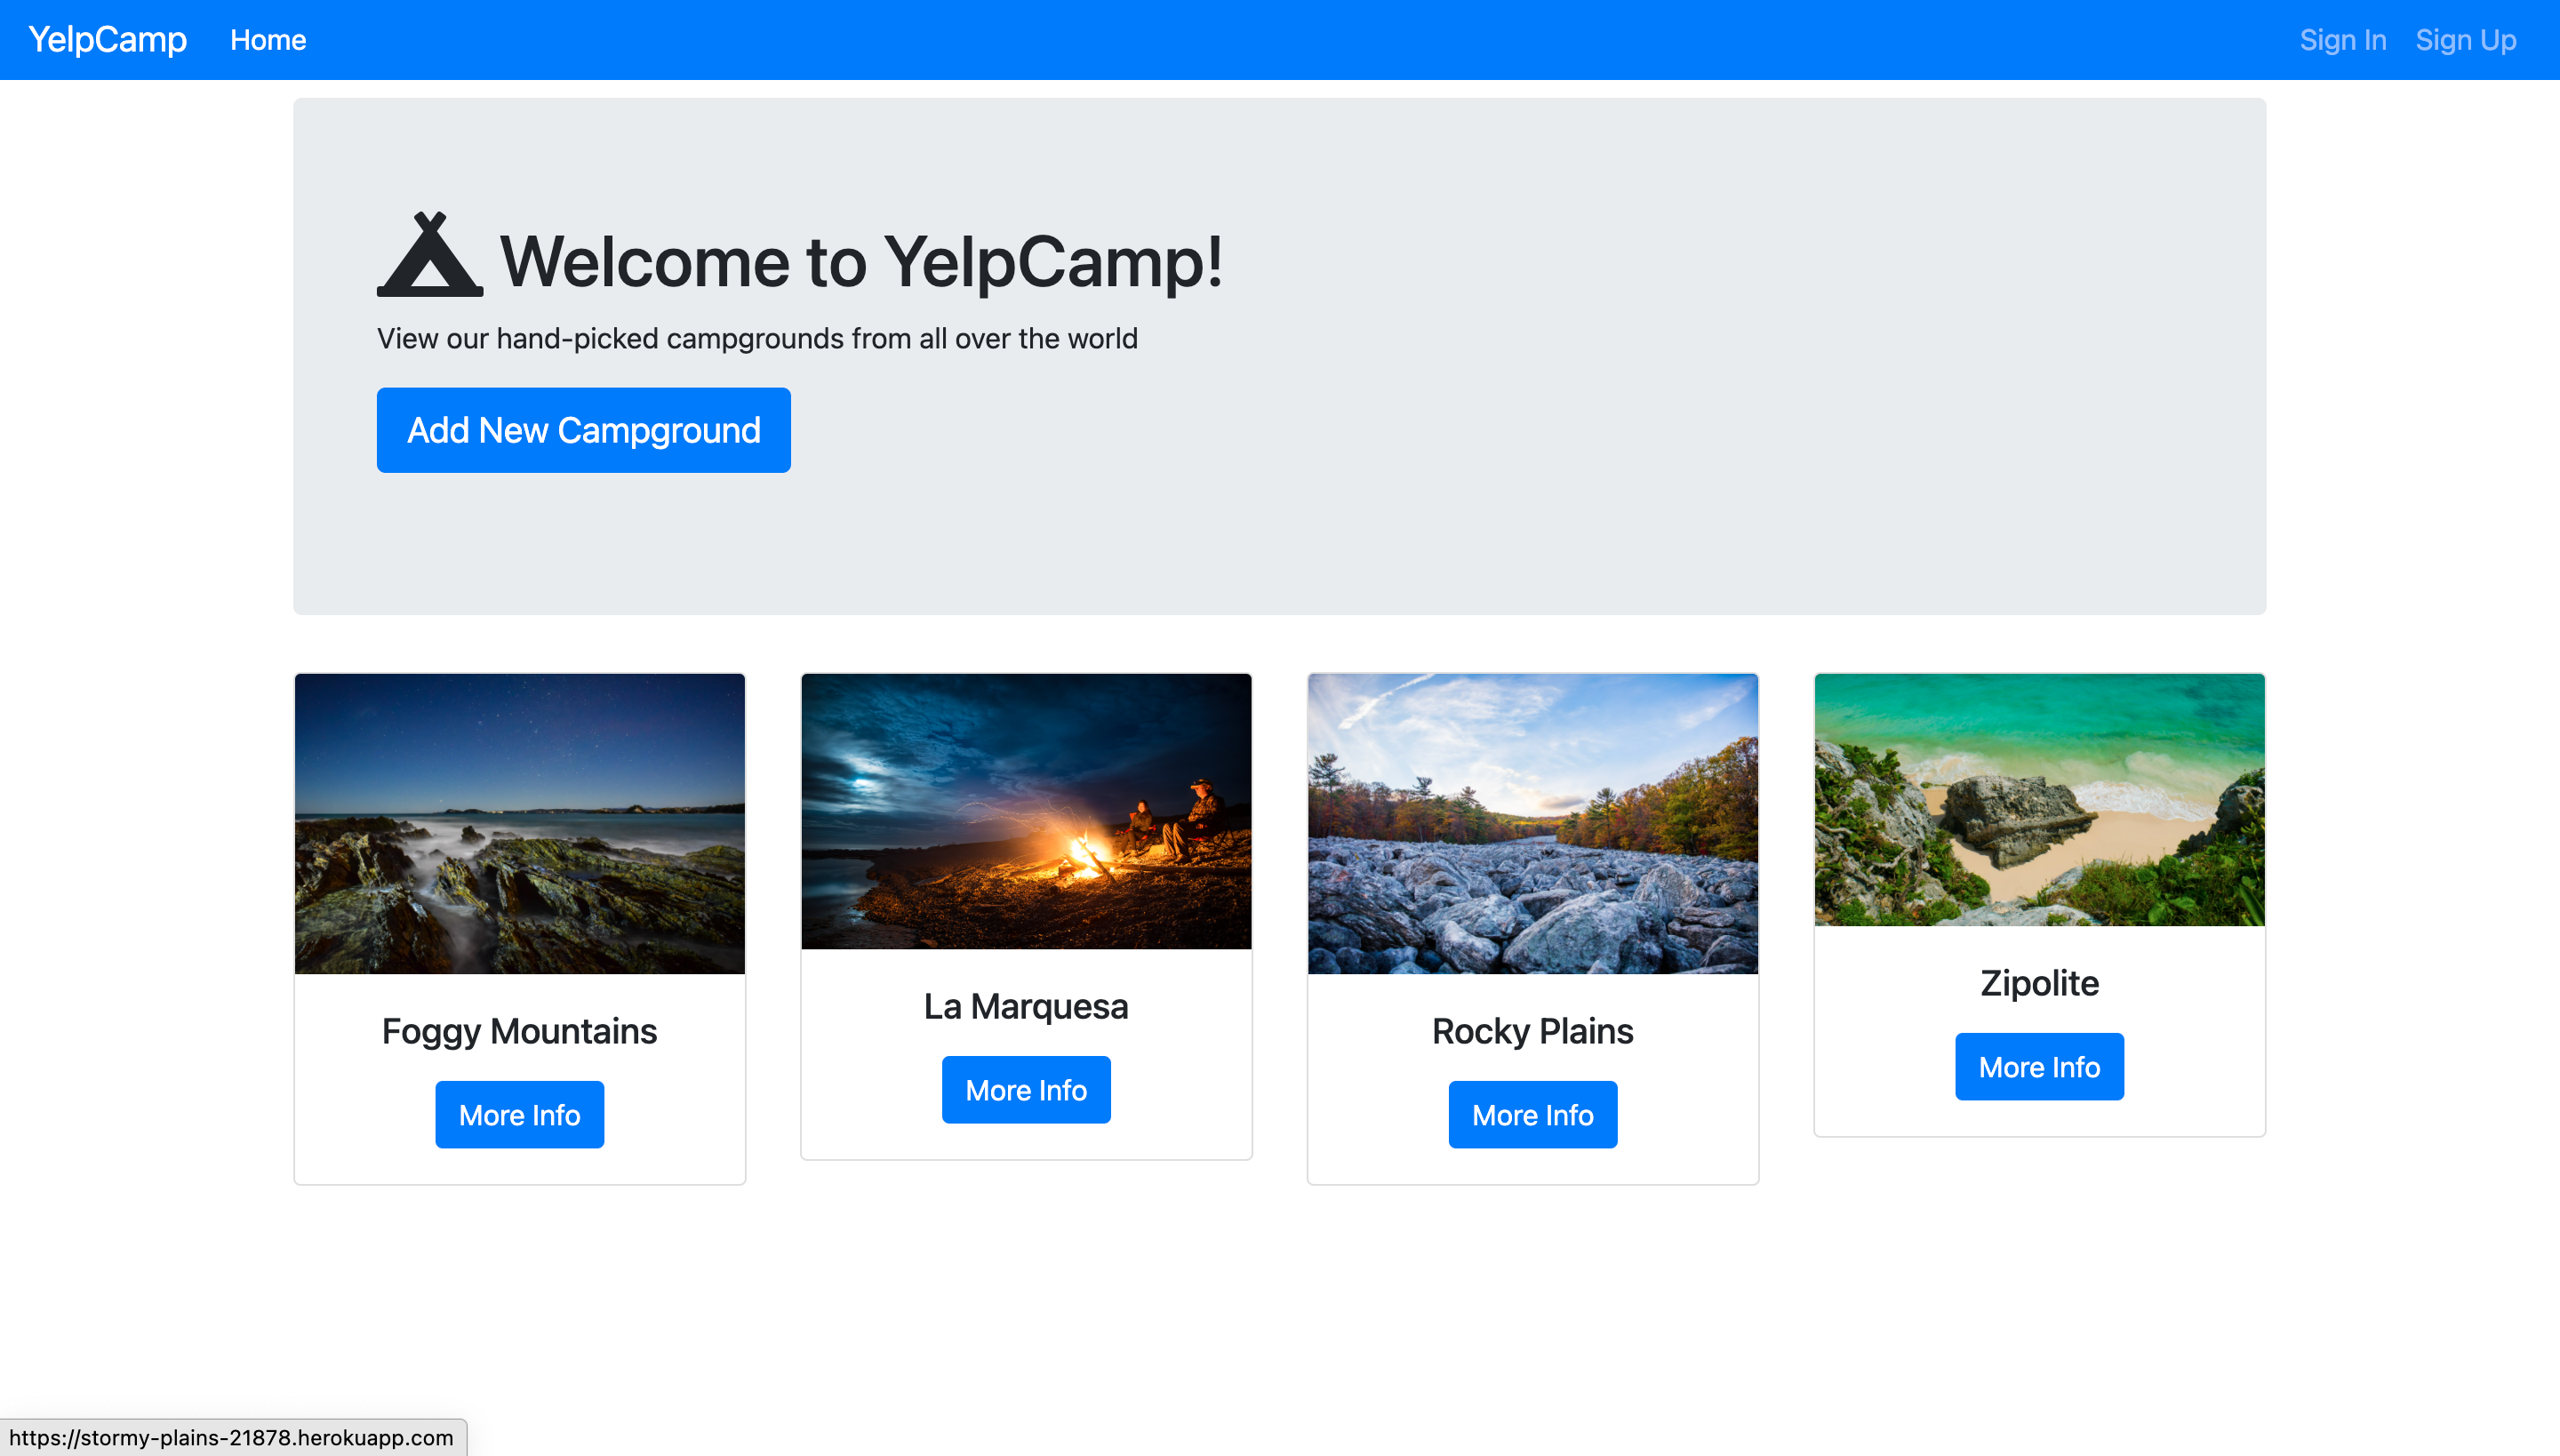 YelpCamp Home Sign In Sign Up
Welcome to YelpCamp!
View our hand-picked campgrounds from all over the world
Add New Campground
Foggy Mountains
More Info
La Marquesa
More Info
Rocky Plains
More Info
Zipolite
More Info
https://stormy-plains-21878.herokuapp.com